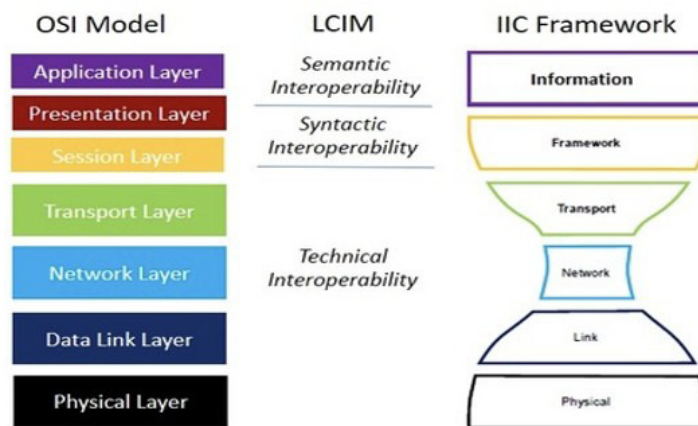 OSI Model
LCIM
IIC Framework
Application Layer
Semantic
Interoperability
Information
Presentation Layer
Syntactic
Interoperability
Session Layer
Framework
Transport Layer
Transport
Technical
Interoperability
Network Layer
Network
Data Link Layer
Link
Physical Layer
Physical